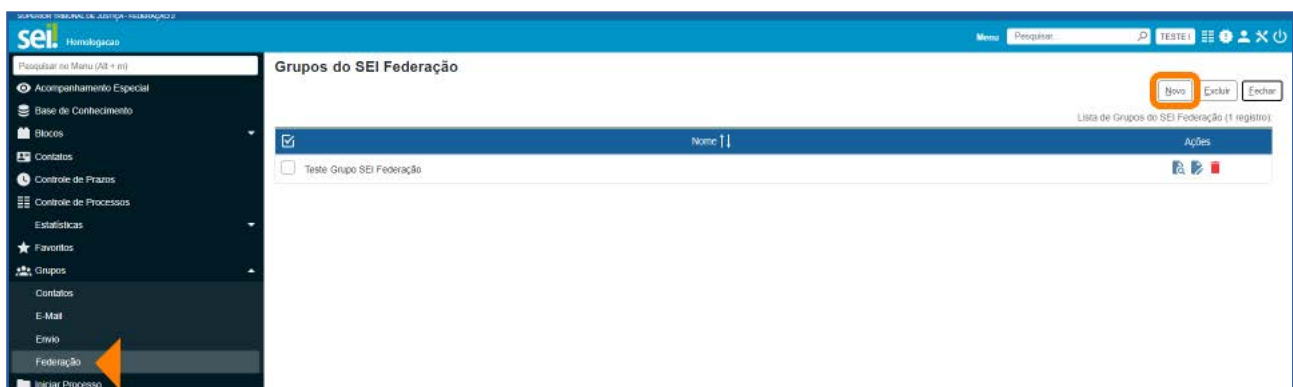 SUPERIOR TRIBUNAL DE JUSTIÇA - FEDERAÇÃO 2
sei! Homologacao
Menu Pesquisar... TESTE I
Pesquisar no Menu (Alt + m)
Acompanhamento Especial
Base de Conhecimento
Blocos
Contatos
Controle de Prazos
Controle de Processos
Estatísticas
Favoritos
Grupos
Contatos
E-Mail
Envio
Federação
Iniciar Processo
Grupos do SEI Federação
Novo Excluir Fechar
Lista de Grupos do SEI Federação (1 registro):
Nome Ações
Teste Grupo SEI Federação